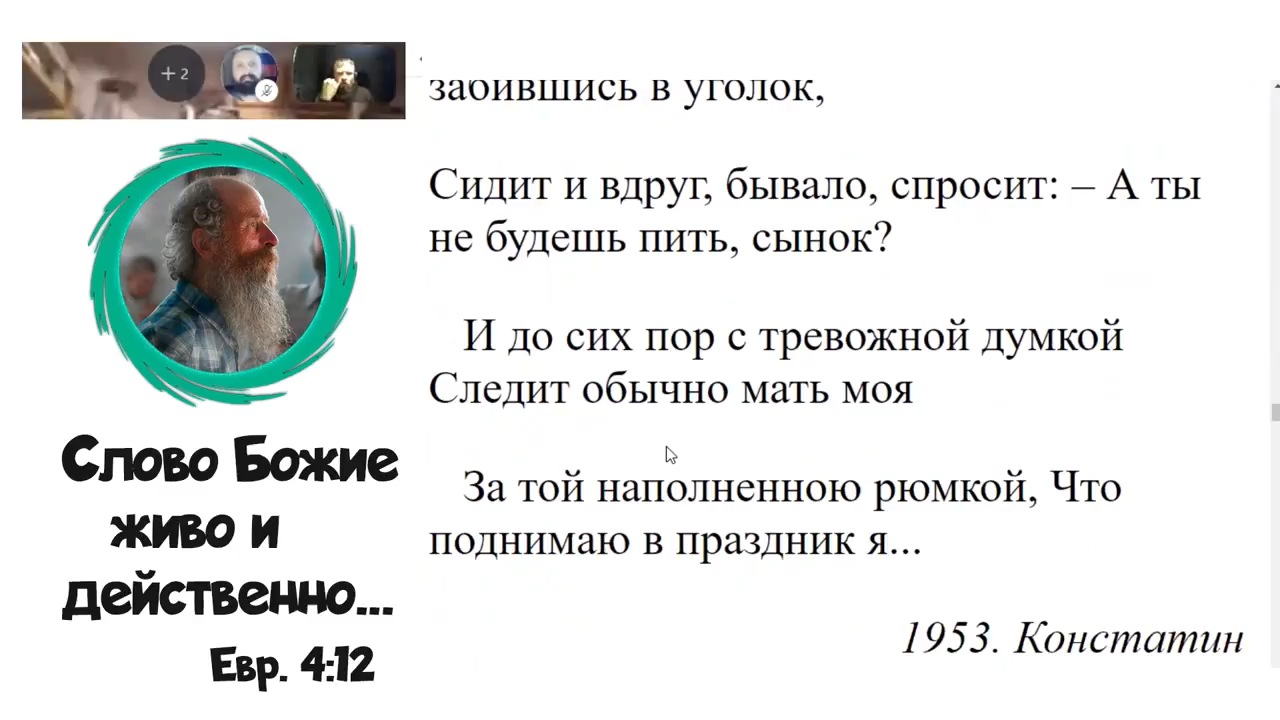 +2
забившись в уголок,
Сидит и вдруг, бывало, спросит: – А ты
не будешь пить, сынок?
И до сих пор с тревожной думкой
Следит обычно мать моя
За той наполненною рюмкой, Что
поднимаю в праздник я...
1953. Констатин
Слово Божие
живо и
действенно...
Евр. 4:12